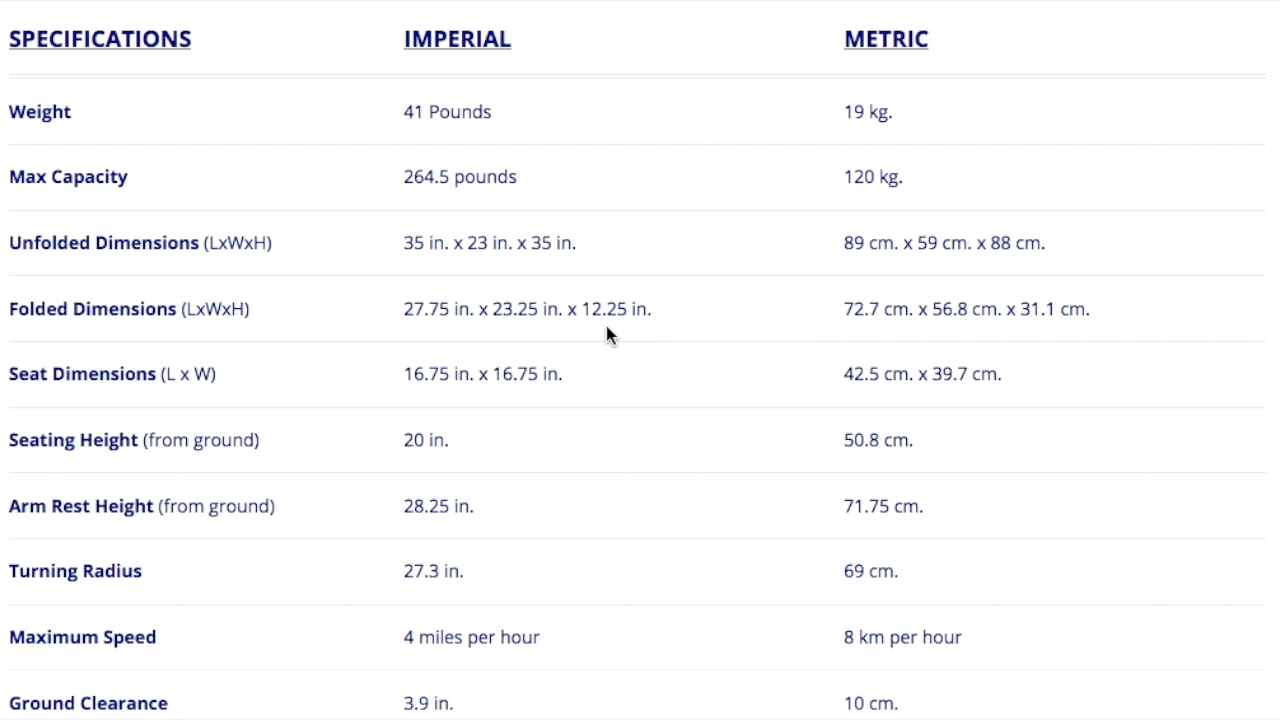 SPECIFICATIONS IMPERIAL METRIC
Weight 41 Pounds 19 kg.
Max Capacity 264.5 pounds 120 kg.
Unfolded Dimensions (LxWxH) 35 in. x 23 in. x 35 in. 89 cm. x 59 cm. x 88 cm.
Folded Dimensions (LxWxH) 27.75 in. x 23.25 in. x 12.25 in. 72.7 cm. x 56.8 cm. x 31.1 cm.
Seat Dimensions (L x W) 16.75 in. x 16.75 in. 42.5 cm. x 39.7 cm.
Seating Height (from ground) 20 in. 50.8 cm.
Arm Rest Height (from ground) 28.25 in. 71.75 cm.
Turning Radius 27.3 in. 69 cm.
Maximum Speed 4 miles per hour 8 km per hour
Ground Clearance 3.9 in. 10 cm.